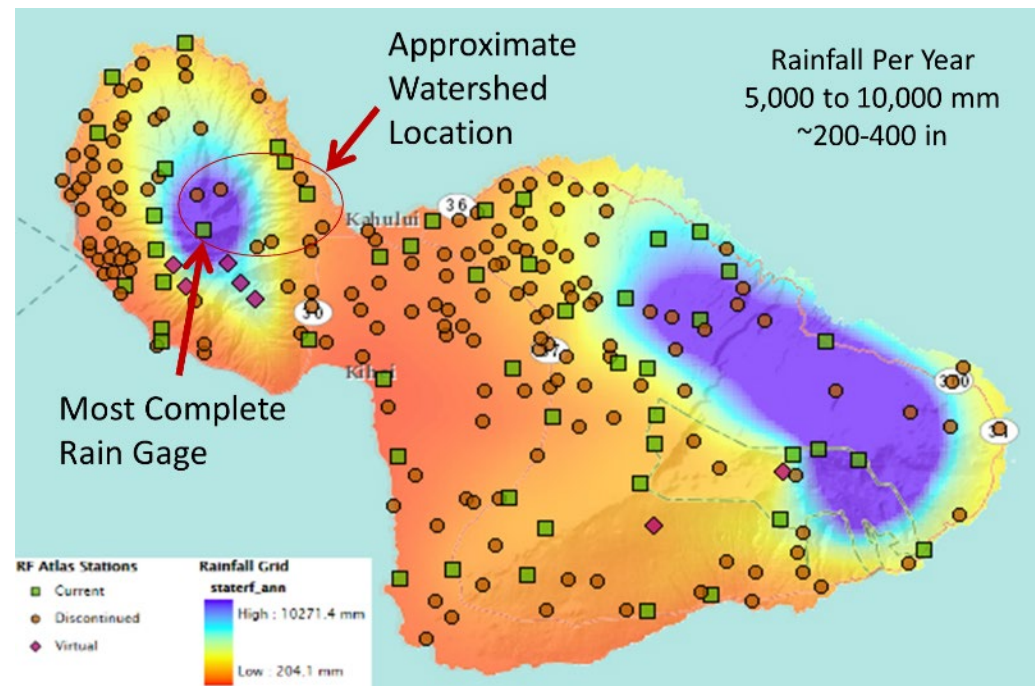 Approximate
Watershed
Location
Rainfall Per Year
5,000 to 10,000 mm
~200-400 in
36
Kahului
30
37
Kihei
360
31
Most Complete
Rain Gage
RF Atlas Stations
Current
Discontinued
Virtual
Rainfall Grid
staterf_ann
High : 10271.4 mm
Low : 204.1 mm